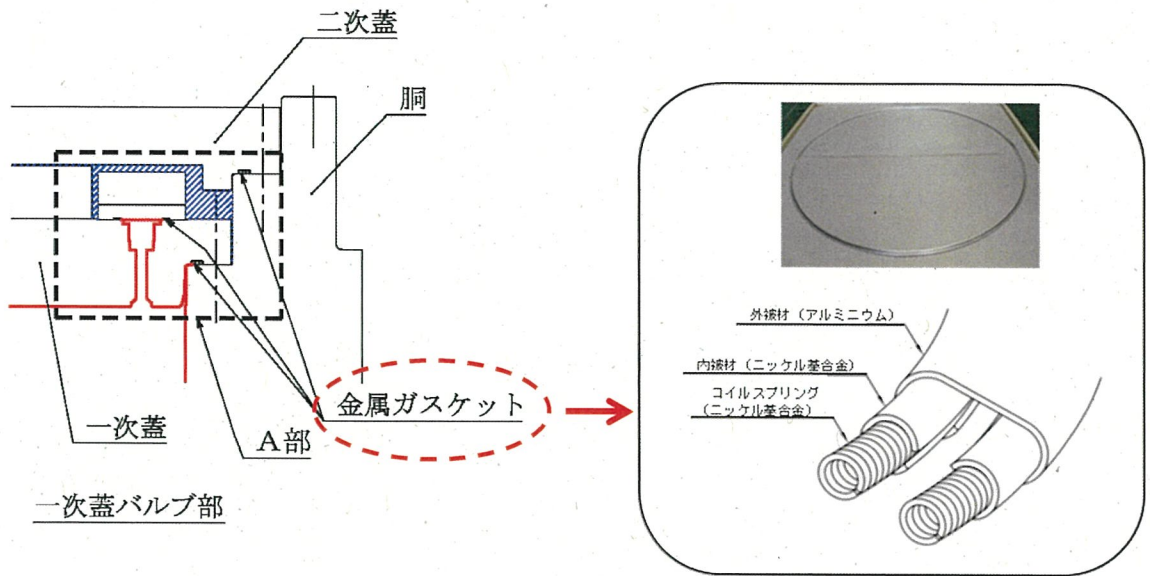 二次蓋
胴
外被材（アルミニウム）
内被材（ニッケル基合金）
コイルスプリング
（ニッケル基合金）
金属ガスケット
一次蓋
A部
一次蓋バルブ部